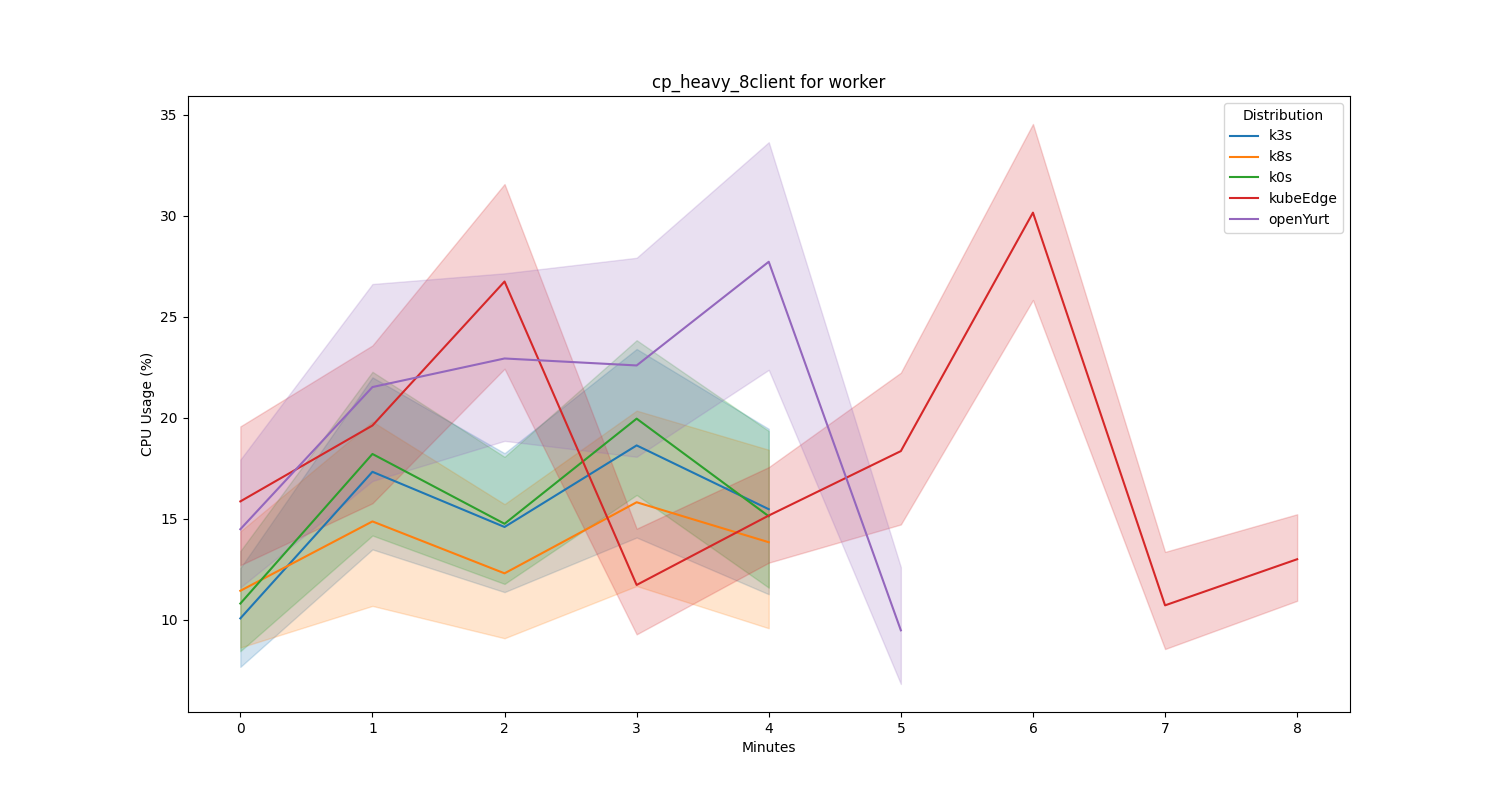 cp_heavy_8client for worker
35
30
25
20
15
10
CPU Usage (%)
0 1 2 3 4 5 6 7 8
Minutes
Distribution
k3s
k8s
k0s
kubeEdge
openYurt